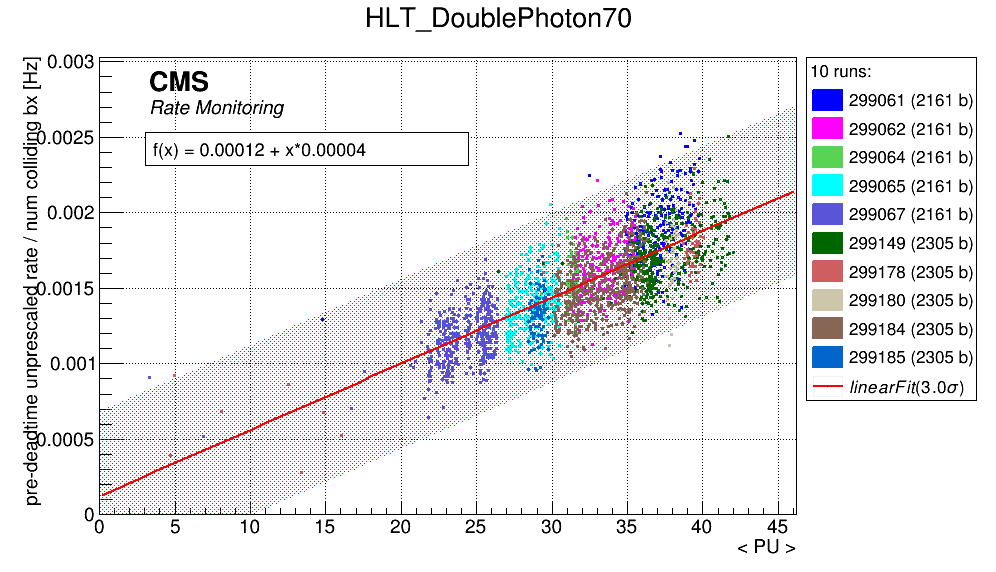 HLT_DoublePhoton70
pre-deadtime unprescaled rate / num colliding bx [Hz]
0.003
0.0025
0.002
0.0015
0.001
0.0005
0
CMS
Rate Monitoring
f(x) = 0.00012 + x*0.00004
0 5 10 15 20 25 30 35 40 45
< PU >
10 runs:
299061 (2161 b)
299062 (2161 b)
299064 (2161 b)
299065 (2161 b)
299067 (2161 b)
299149 (2305 b)
299178 (2305 b)
299180 (2305 b)
299184 (2305 b)
299185 (2305 b)
linearFit(3.0σ)